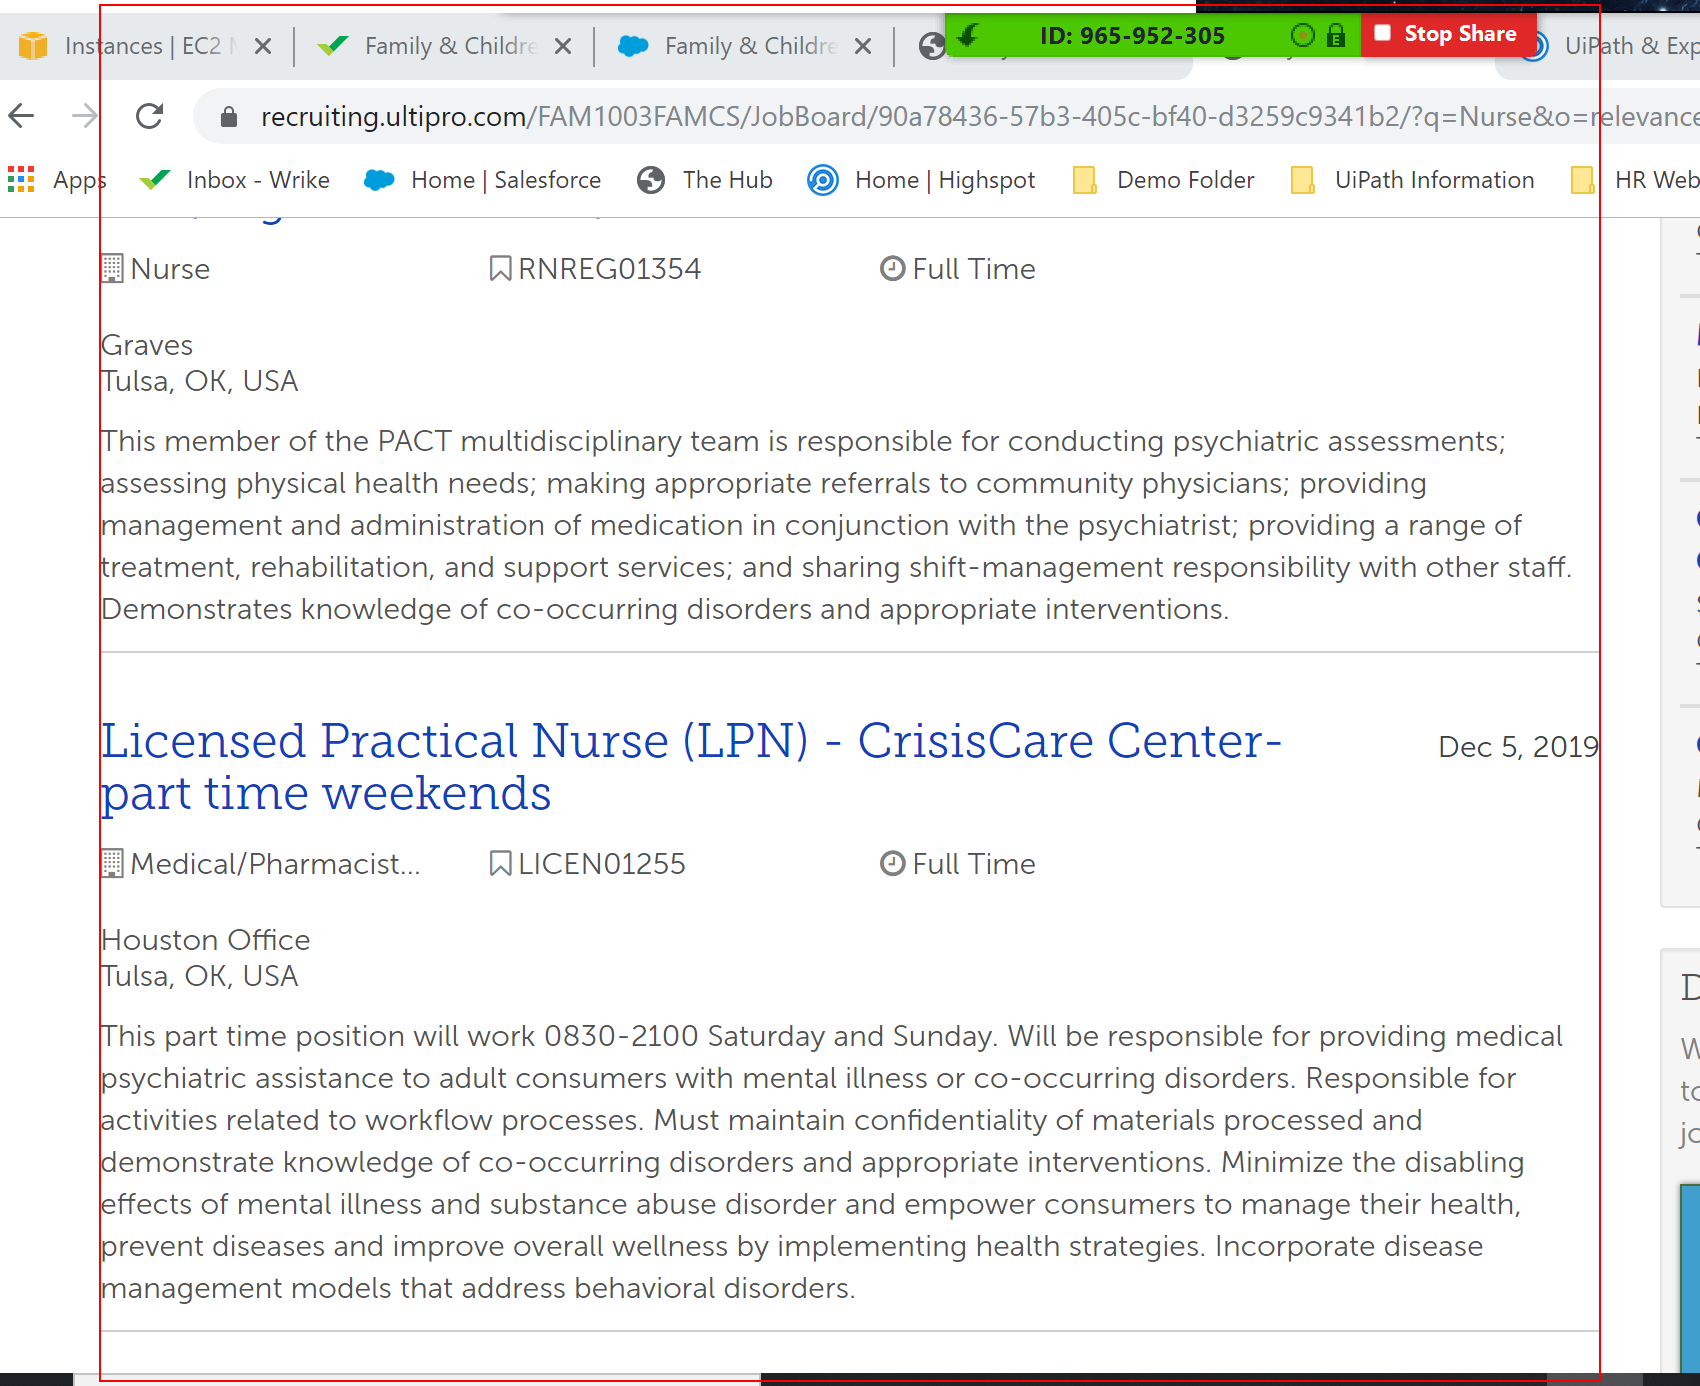 Instances | EC2
Family & Childre
Family & Childre
ID: 965-952-305
Stop Share
UiPath & Exp
recruiting.ultipro.com/FAM1003FAMCS/JobBoard/90a78436-57b3-405c-bf40-d3259c9341b2/?q=Nurse&o=relevance
Apps
Inbox - Wrike
Home | Salesforce
The Hub
Home | Highspot
Demo Folder
UiPath Information
HR Web
Nurse
RNREG01354
Full Time
Graves
Tulsa, OK, USA
This member of the PACT multidisciplinary team is responsible for conducting psychiatric assessments;
assessing physical health needs; making appropriate referrals to community physicians; providing
management and administration of medication in conjunction with the psychiatrist; providing a range of
treatment, rehabilitation, and support services; and sharing shift-management responsibility with other staff.
Demonstrates knowledge of co-occurring disorders and appropriate interventions.
Licensed Practical Nurse (LPN) - CrisisCare Center-
part time weekends
Dec 5, 2019
Medical/Pharmacist...
LICEN01255
Full Time
Houston Office
Tulsa, OK, USA
This part time position will work 0830-2100 Saturday and Sunday. Will be responsible for providing medical
psychiatric assistance to adult consumers with mental illness or co-occurring disorders. Responsible for
activities related to workflow processes. Must maintain confidentiality of materials processed and
demonstrate knowledge of co-occurring disorders and appropriate interventions. Minimize the disabling
effects of mental illness and substance abuse disorder and empower consumers to manage their health,
prevent diseases and improve overall wellness by implementing health strategies. Incorporate disease
management models that address behavioral disorders.